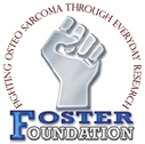 FIGHTING OSTEO SARCOMA THROUGH EVERYDAY RESEARCH
FOSTER
FOUNDATION